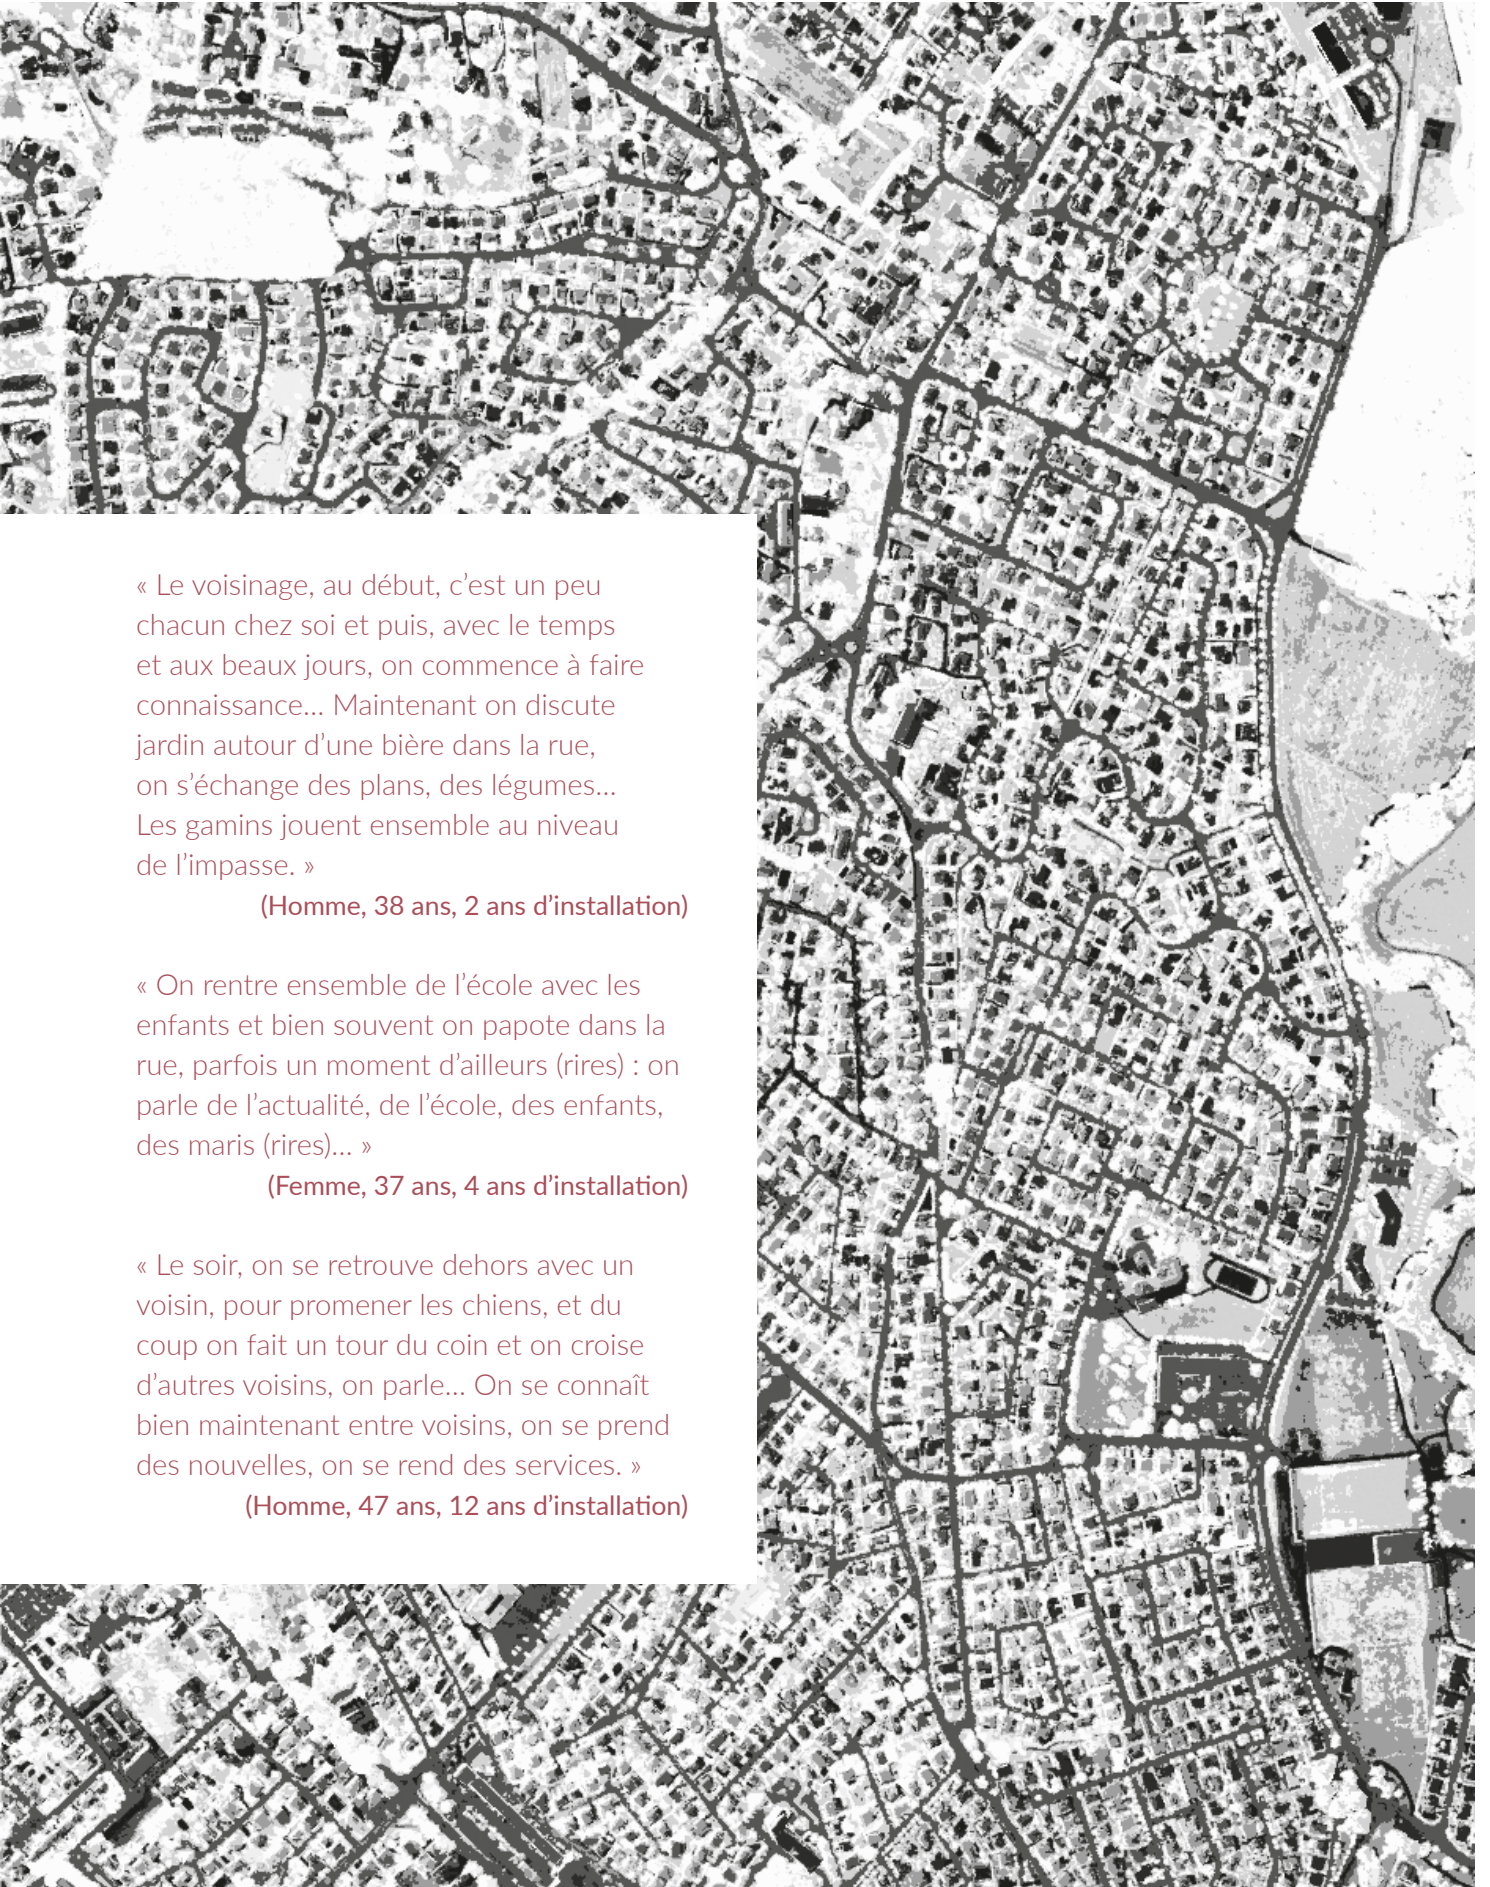 « Le voisinage, au début, c’est un peu
chacun chez soi et puis, avec le temps
et aux beaux jours, on commence à faire
connaissance… Maintenant on discute
jardin autour d’une bière dans la rue,
on s’échange des plans, des légumes…
Les gamins jouent ensemble au niveau
de l’impasse. »
(Homme, 38 ans, 2 ans d’installation)
« On rentre ensemble de l’école avec les
enfants et bien souvent on papote dans la
rue, parfois un moment d’ailleurs (rires) : on
parle de l’actualité, de l’école, des enfants,
des maris (rires)… »
(Femme, 37 ans, 4 ans d’installation)
« Le soir, on se retrouve dehors avec un
voisin, pour promener les chiens, et du
coup on fait un tour du coin et on croise
d’autres voisins, on parle… On se connaît
bien maintenant entre voisins, on se prend
des nouvelles, on se rend des services. »
(Homme, 47 ans, 12 ans d’installation)